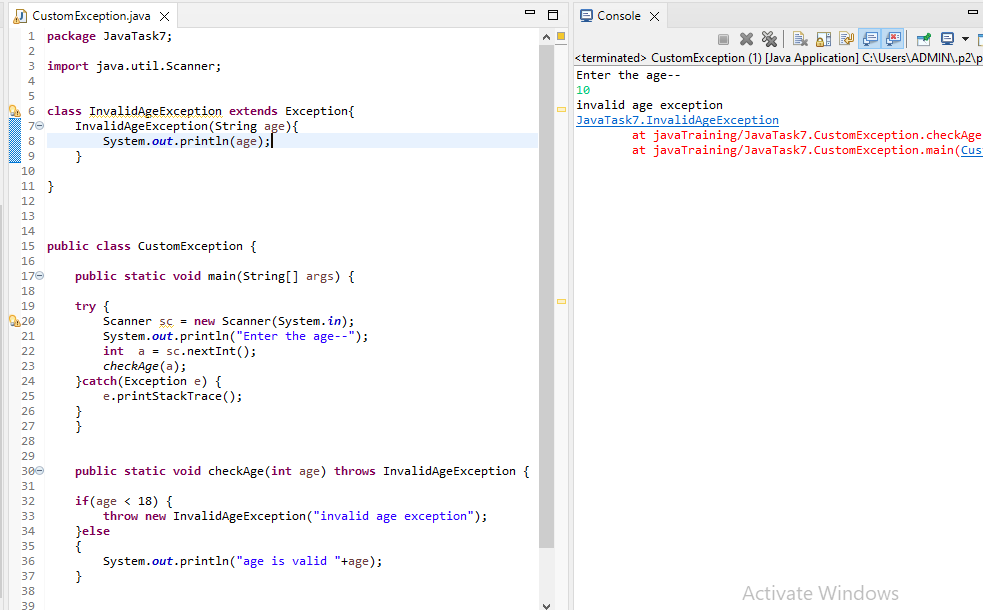 CustomException.java
1 package JavaTask7;
2
3 import java.util.Scanner;
4
5
6 class InvalidAgeException extends Exception{
7 InvalidAgeException(String age){
8 System.out.println(age);
9 }
10
11 }
12
13
14
15 public class CustomException {
16
17 public static void main(String[] args) {
18
19 try {
20 Scanner sc = new Scanner(System.in);
21 System.out.println("Enter the age--");
22 int  a = sc.nextInt();
23 checkAge(a);
24 }catch(Exception e) {
25 e.printStackTrace();
26 }
27 }
28
29
30 public static void checkAge(int age) throws InvalidAgeException {
31
32 if(age < 18) {
33 throw new InvalidAgeException("invalid age exception");
34 }else
35 {
36 System.out.println("age is valid "+age);
37 }
38
39
Console
<terminated> CustomException (1) [Java Application] C:\Users\ADMIN\.p2\p
Enter the age--
10
invalid age exception
JavaTask7.InvalidAgeException
at javaTraining/JavaTask7.CustomException.checkAge
at javaTraining/JavaTask7.CustomException.main(Cus
Activate Windows